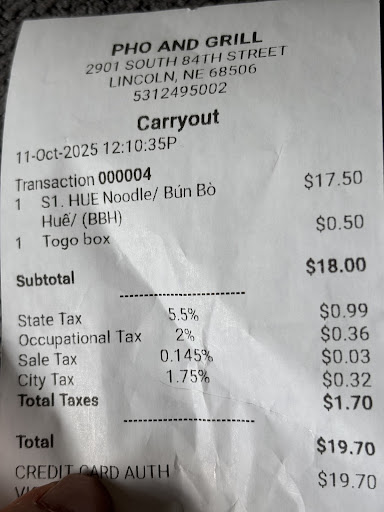 PHO AND GRILL
2901 SOUTH 84TH STREET
LINCOLN, NE 68506
5312495002
Carryout
11-Oct-2025 12:10:35P
Transaction 000004
1 S1. HUE Noodle/ Bún Bò $17.50
Huế/ (BBH)
1 Togo box $0.50
Subtotal $18.00
State Tax 5.5% $0.99
Occupational Tax 2% $0.36
Sale Tax 0.145% $0.03
City Tax 1.75% $0.32
Total Taxes $1.70
Total $19.70
CREDIT CARD AUTH $19.70